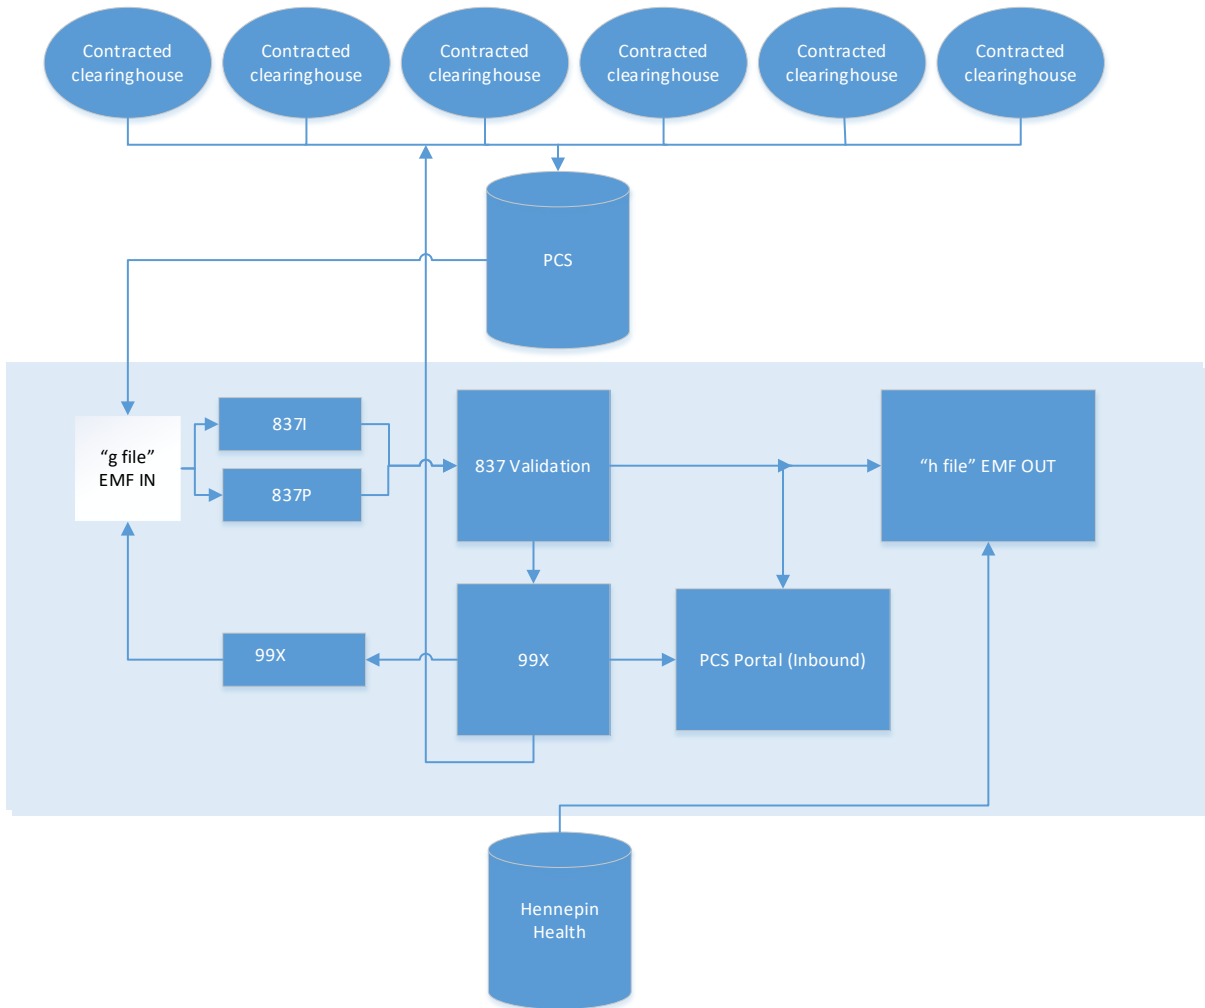 Contracted
clearinghouse
Contracted
clearinghouse
Contracted
clearinghouse
Contracted
clearinghouse
Contracted
clearinghouse
Contracted
clearinghouse
PCS
“g file”
EMF IN
837I
837P
837 Validation
“h file” EMF OUT
99X
99X
PCS Portal (Inbound)
Hennepin
Health